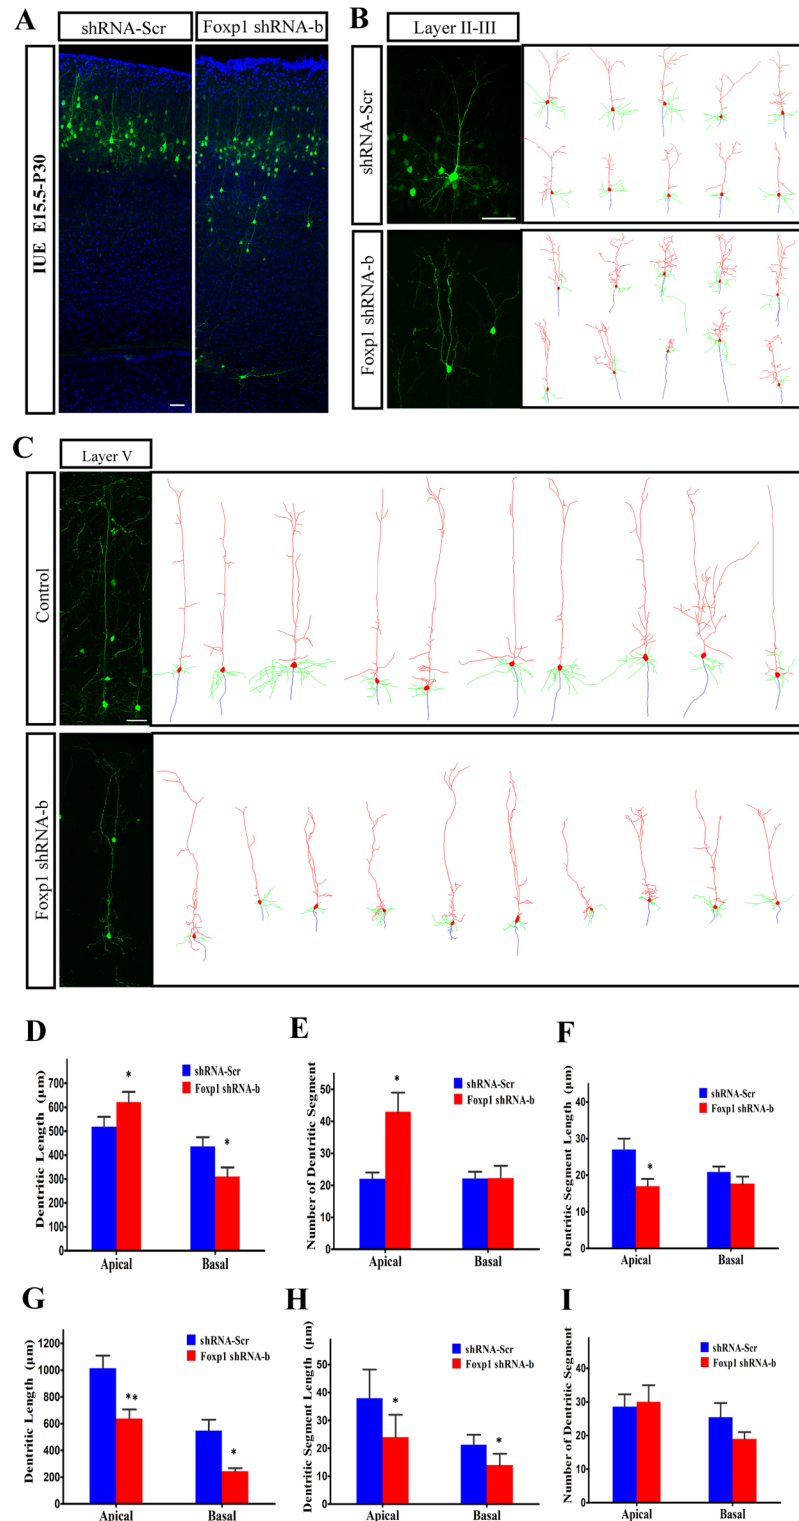 A
shRNA-Scr
Foxp1 shRNA-b
IUE E15.5-P30
B
Layer II-III
shRNA-Scr
Foxp1 shRNA-b
C
Layer V
Control
Foxp1 shRNA-b
D
Dentritic Length (µm)
700
600
500
400
300
200
100
0
*
*
shRNA-Scr
Foxp1 shRNA-b
Apical
Basal
E
Number of Dentritic Segment
50
40
30
20
10
0
*
shRNA-Scr
Foxp1 shRNA-b
Apical
Basal
F
Dentritic Segment Length (µm)
40
30
20
10
0
*
shRNA-Scr
Foxp1 shRNA-b
Apical
Basal
G
Dentritic Length (µm)
1200
1000
800
600
400
200
0
**
*
shRNA-Scr
Foxp1 shRNA-b
Apical
Basal
H
Dentritic Segment Length (µm)
50
40
30
20
10
0
*
*
shRNA-Scr
Foxp1 shRNA-b
Apical
Basal
I
Number of Dentritic Segment
40
30
20
10
0
shRNA-Scr
Foxp1 shRNA-b
Apical
Basal